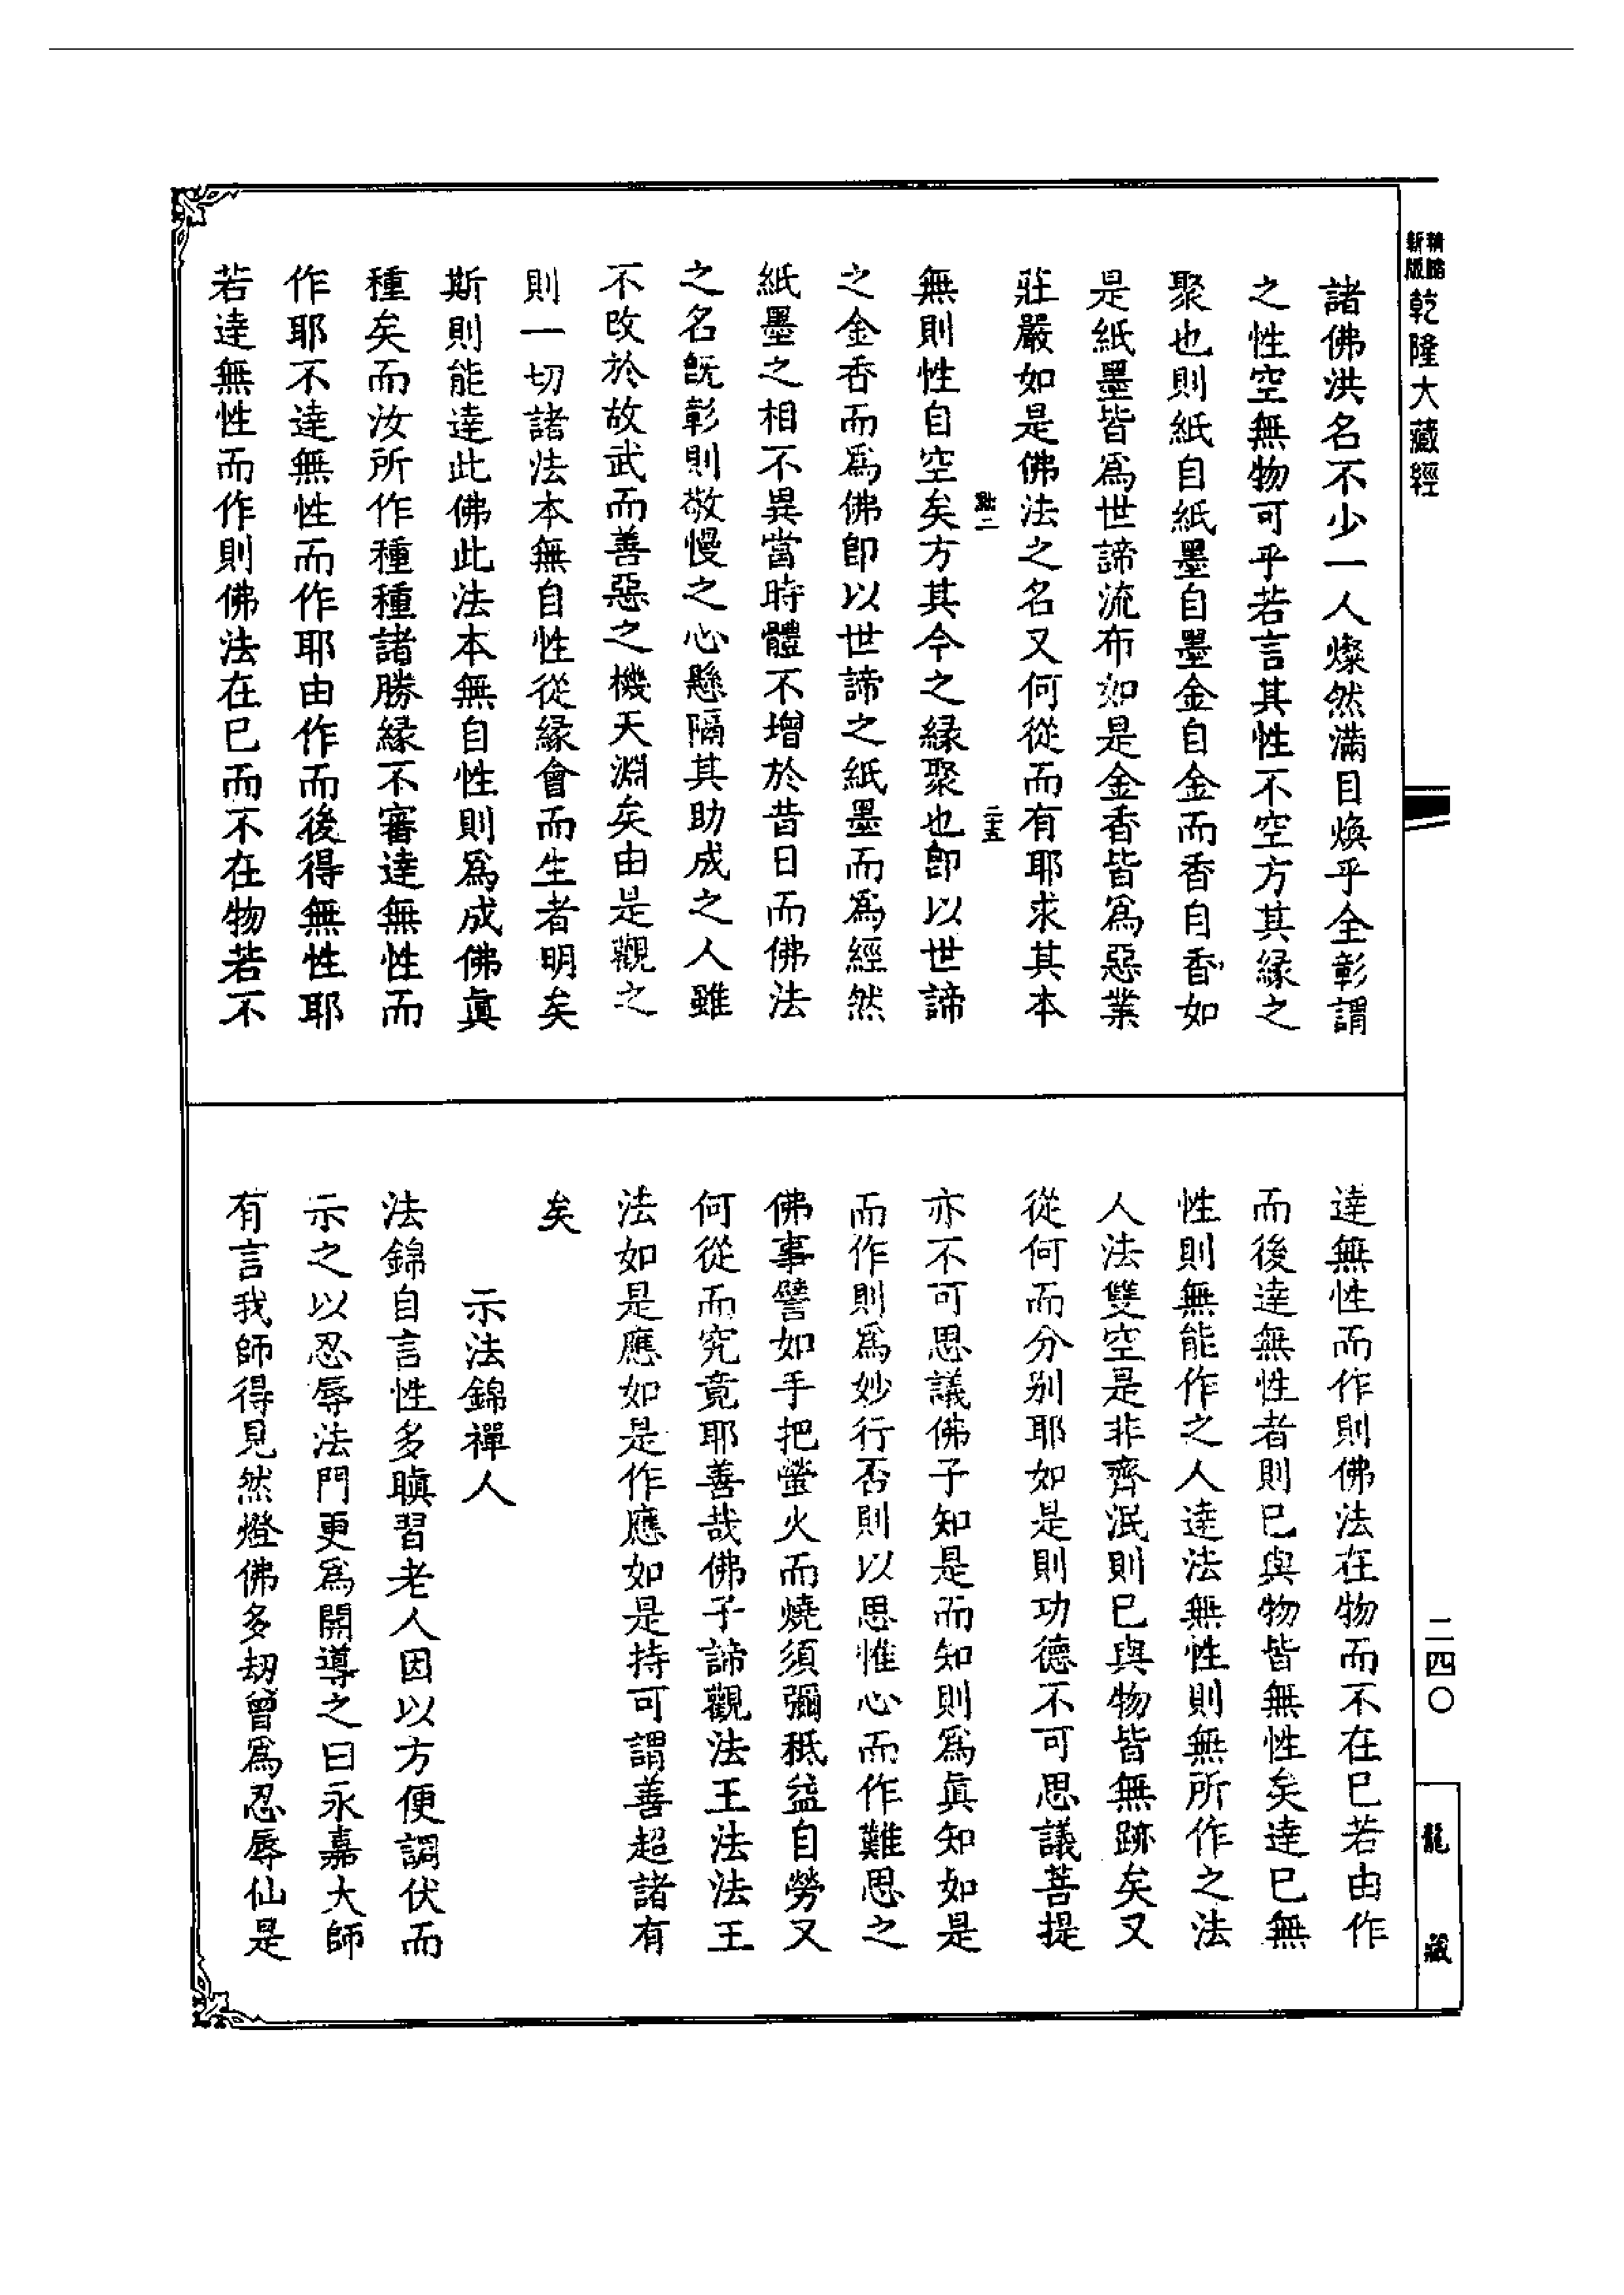 新版
精縮
乾隆大藏經
諸佛洪名不少一人燦然滿目煥乎全彰謂
之性空無物可乎若言其性不空方其緣之
聚也則紙自紙墨自墨金自金而香自香如
是紙墨皆爲世諦流布如是金香皆爲惡業
莊嚴如是佛法之名又何從而有耶求其本
無則性自空矣方其今之緣聚也卽以世諦
之金香而爲佛卽以世諦之紙墨而爲經然
紙墨之相不異當時體不增於昔日而佛法
之名旣彰則敬慢之心懸隔其助成之人雖
不改於故武而善惡之機天淵矣由是觀之
則一切諸法本無自性從緣會而生者明矣
斯則能達此佛此法本無自性則爲成佛眞
種矣而汝所作種種諸勝緣不審達無性而
作耶不達無性而作耶由作而後得無性耶
若達無性而作則佛法在已而不在物若不
二五
達無性而作則佛法在物而不在已若由作
而後達無性者則已與物皆無性矣達已無
性則無能作之人達法無性則無所作之法
人法雙空是非齊泯則已與物皆無跡矣又
從何而分別耶如是則功德不可思議菩提
亦不可思議佛子知是而知則爲眞知如是
而作則爲妙行否則以思惟心而作難思之
佛事譬如手把螢火而燒須彌秪益自勞又
何從而究竟耶善哉佛子諦觀法王法法王
法如是應如是作應如是持可謂善超諸有
矣
示法錦禪人
法錦自言性多瞋習老人因以方便調伏而
示之以忍辱法門更爲開導之曰永嘉大師
有言我師得見然燈佛多劫曾爲忍辱仙是
二四〇
龍藏